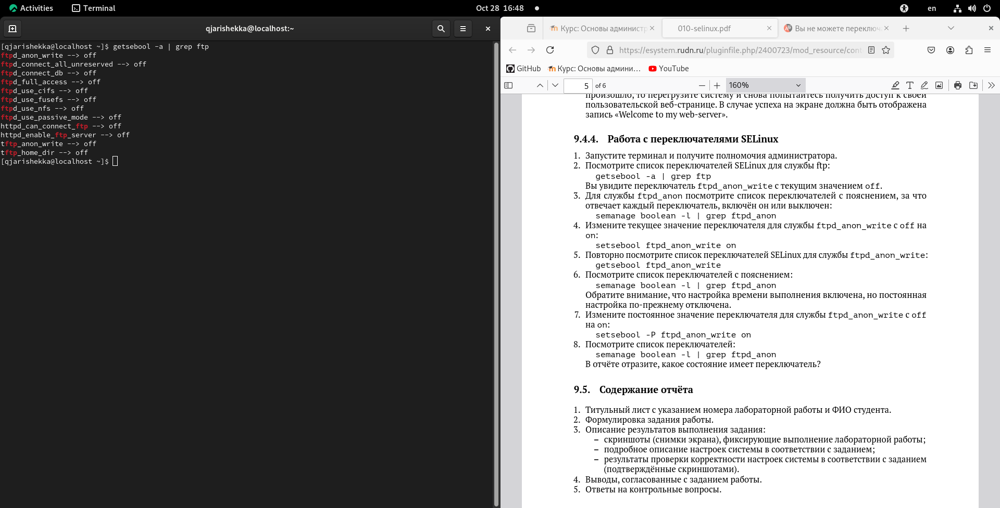 Activities
Terminal
Oct 28 16:48
en
qjarishekka@localhost:~
[qjarishekka@localhost ~]$ getsebool -a | grep ftp
ftpd_anon_write --> off
ftpd_connect_all_unreserved --> off
ftpd_connect_db --> off
ftpd_full_access --> off
ftpd_use_cifs --> off
ftpd_use_fusefs --> off
ftpd_use_nfs --> off
ftpd_use_passive_mode --> off
httpd_can_connect_ftp --> off
httpd_enable_ftp_server --> off
tftp_anon_write --> off
tftp_home_dir --> off
[qjarishekka@localhost ~]$
Курс: Основы администр
010-selinux.pdf
Вы не можете переключ
https://esystem.rudn.ru/pluginfile.php/2400723/mod_resource/cont
GitHub
Курс: Основы админи…
YouTube
5 of 6
160%
произошло, то перегрузите систему и снова попытайтесь получить доступ к своей
пользовательской веб-странице. В случае успеха на экране должна быть отображена
запись «Welcome to my web-server».
9.4.4. Работа с переключателями SELinux
1. Запустите терминал и получите полномочия администратора.
2. Посмотрите список переключателей SELinux для службы ftp:
getsebool -a | grep ftp
Вы увидите переключатель ftpd_anon_write с текущим значением off.
3. Для службы ftpd_anon посмотрите список переключателей с пояснением, за что
отвечает каждый переключатель, включён он или выключен:
semanage boolean -l | grep ftpd_anon
4. Измените текущее значение переключателя для службы ftpd_anon_write с off на
on:
setsebool ftpd_anon_write on
5. Повторно посмотрите список переключателей SELinux для службы ftpd_anon_write:
getsebool ftpd_anon_write
6. Посмотрите список переключателей с пояснением:
semanage boolean -l | grep ftpd_anon
Обратите внимание, что настройка времени выполнения включена, но постоянная
настройка по-прежнему отключена.
7. Измените постоянное значение переключателя для службы ftpd_anon_write с off
на on:
setsebool -P ftpd_anon_write on
8. Посмотрите список переключателей:
semanage boolean -l | grep ftpd_anon
В отчёте отразите, какое состояние имеет переключатель?
9.5. Содержание отчёта
1. Титульный лист с указанием номера лабораторной работы и ФИО студента.
2. Формулировка задания работы.
3. Описание результатов выполнения задания:
– скриншоты (снимки экрана), фиксирующие выполнение лабораторной работы;
– подробное описание настроек системы в соответствии с заданием;
– результаты проверки корректности настроек системы в соответствии с заданием
(подтверждённые скриншотами).
4. Выводы, согласованные с заданием работы.
5. Ответы на контрольные вопросы.